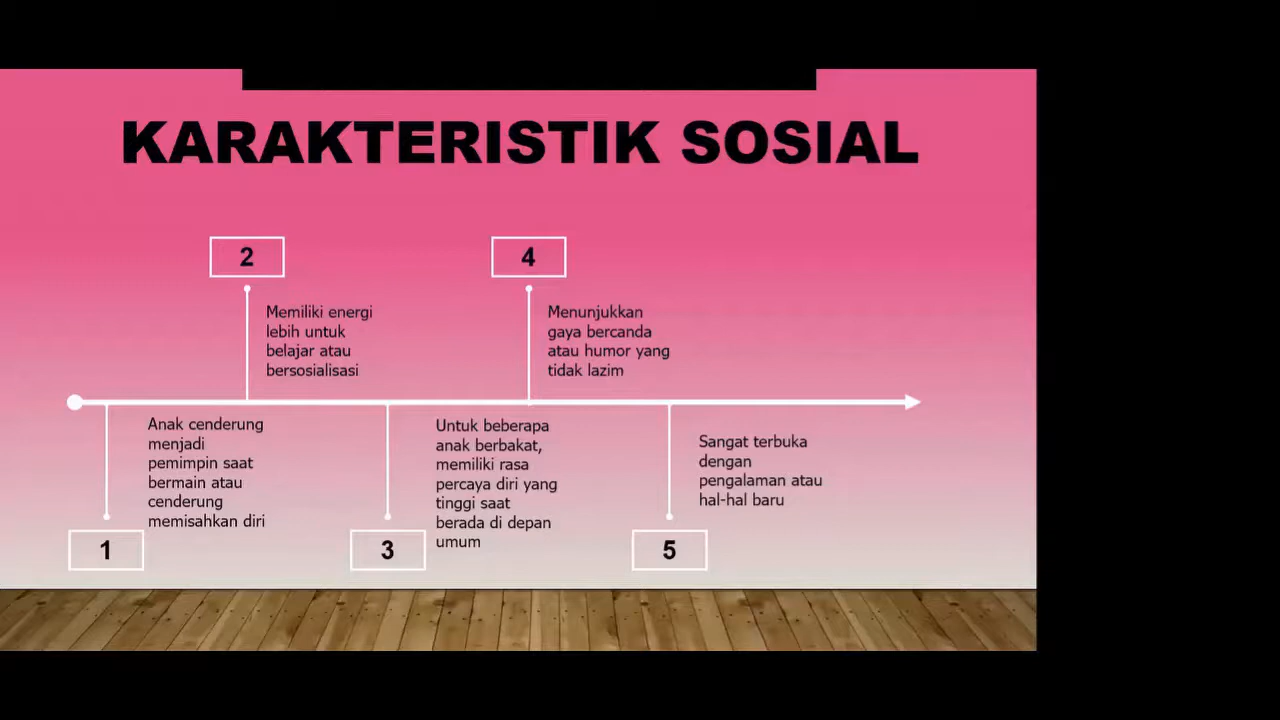 KARAKTERISTIK SOSIAL
1
Anak cenderung
menjadi
pemimpin saat
bermain atau
cenderung
memisahkan diri
2
Memiliki energi
lebih untuk
belajar atau
bersosialisasi
3
Untuk beberapa
anak berbakat,
memiliki rasa
percaya diri yang
tinggi saat
berada di depan
umum
4
Menunjukkan
gaya bercanda
atau humor yang
tidak lazim
5
Sangat terbuka
dengan
pengalaman atau
hal-hal baru